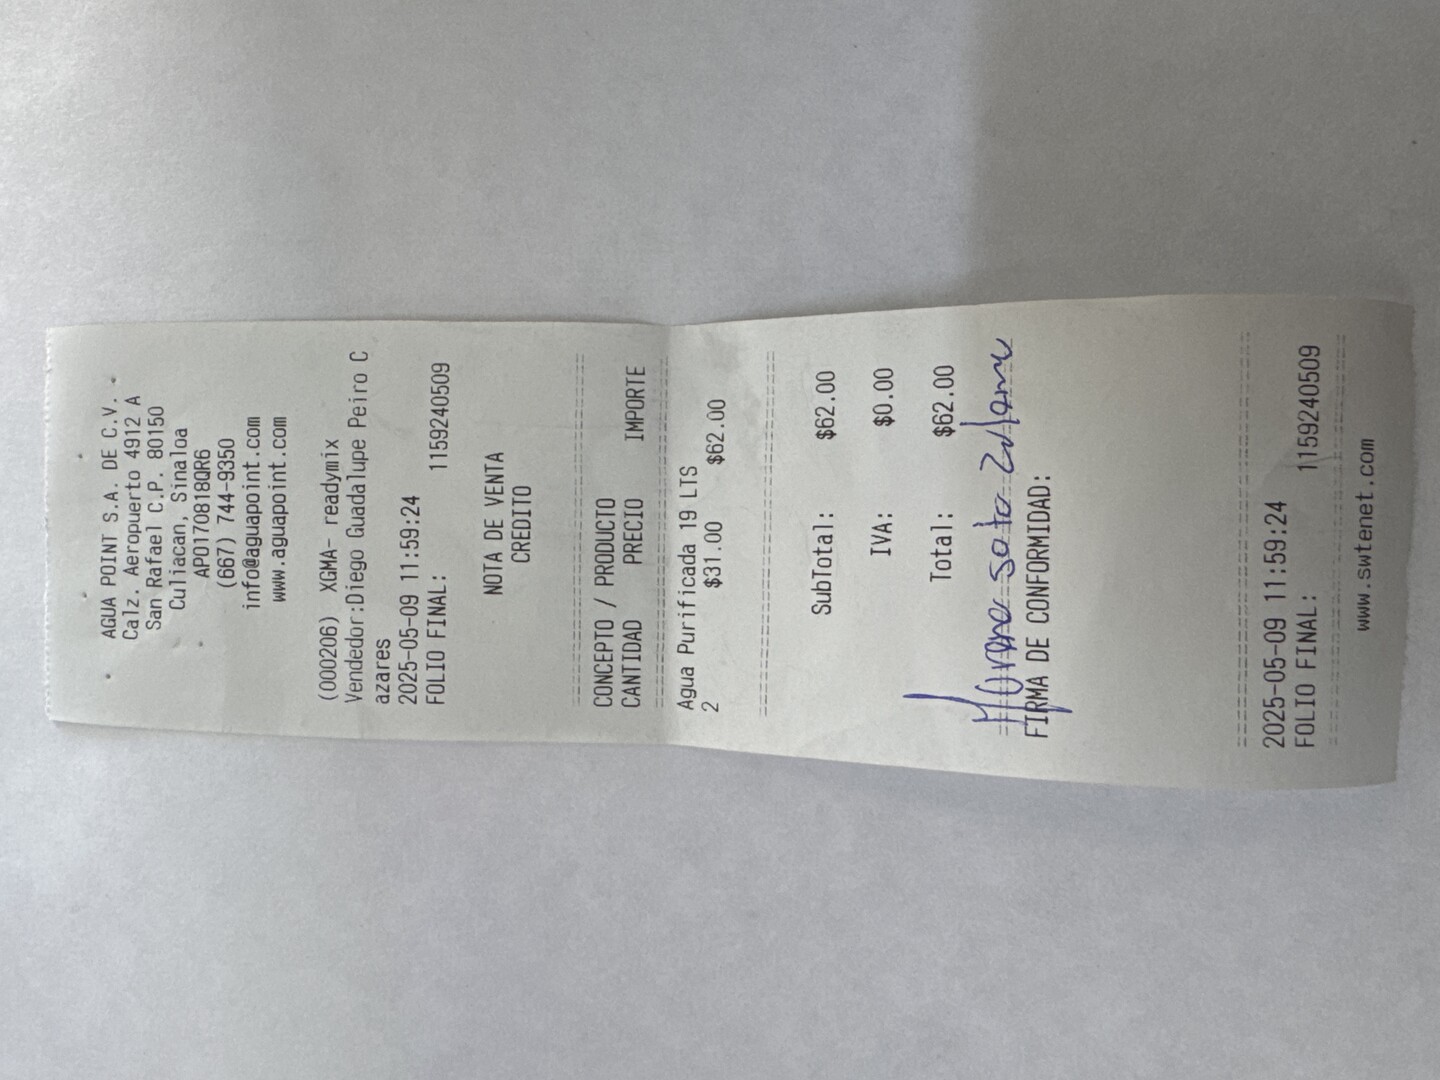 AGUA POINT S.A. DE C.V.
Calz. Aeropuerto 4912 A
San Rafael C.P. 80150
Culiacan, Sinaloa
APO170818QR6
(667) 744-9350
info@aguapoint.com
www.aguapoint.com
(000206) XGMA- readymix
Vendedor:Diego Guadalupe Peiro C
azares
2025-05-09 11:59:24
FOLIO FINAL: 1159240509
NOTA DE VENTA
CREDITO
CONCEPTO / PRODUCTO
CANTIDAD PRECIO IMPORTE
Agua Purificada 19 LTS
2 $31.00 $62.00
SubTotal: $62.00
IVA: $0.00
Total: $62.00
soto
FIRMA DE CONFORMIDAD:
2025-05-09 11:59:24
FOLIO FINAL: 1159240509
www.swtenet.com